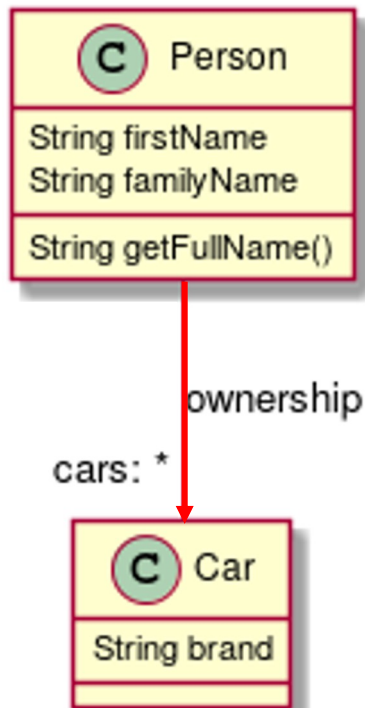 C Person
String firstName
String familyName
String getFullName()
ownership
cars: *
C Car
String brand